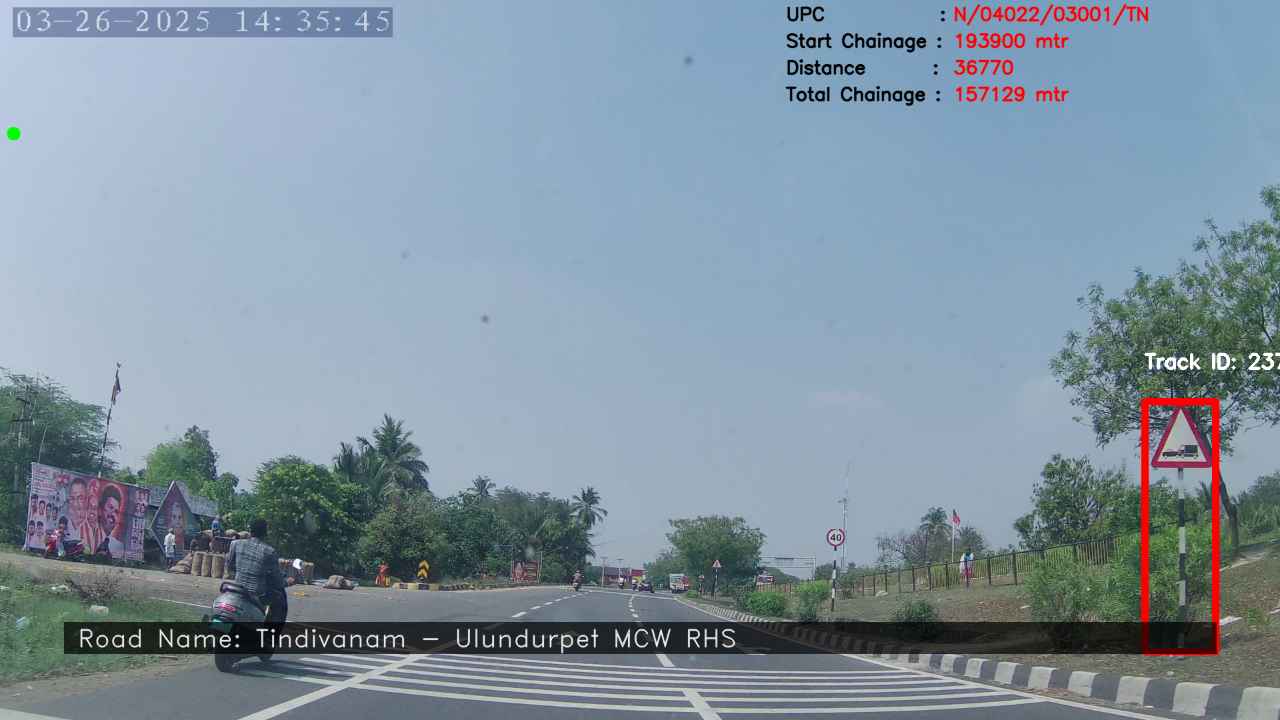 03-26-2025 14:35:45
UPC : N/04022/03001/TN
Start Chainage : 193900 mtr
Distance : 36770
Total Chainage : 157129 mtr
Track ID: 237
40
Road Name: Tindivanam - Ulundurpet MCW RHS